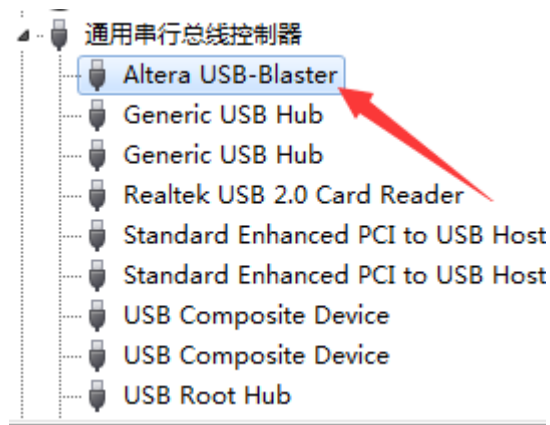 通用串行总线控制器
Altera USB-Blaster
Generic USB Hub
Generic USB Hub
Realtek USB 2.0 Card Reader
Standard Enhanced PCI to USB Host
Standard Enhanced PCI to USB Host
USB Composite Device
USB Composite Device
USB Root Hub